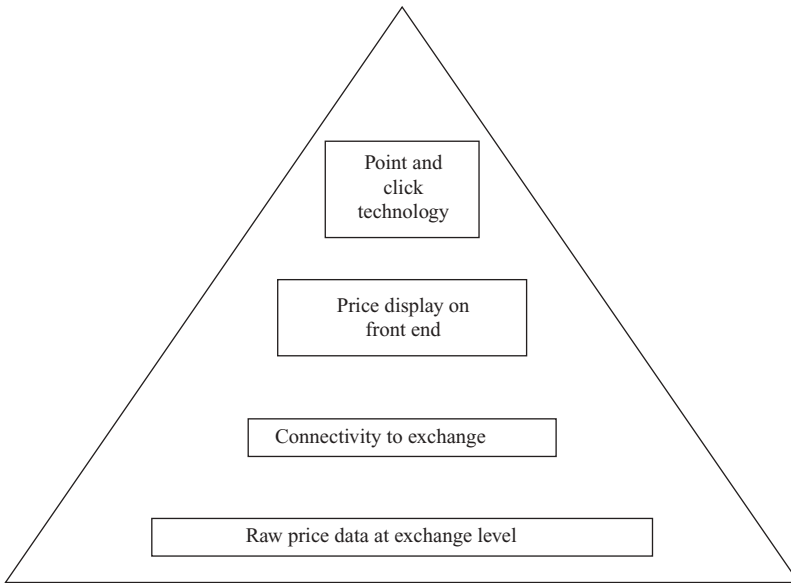 Point and
click
technology
Price display on
front end
Connectivity to exchange
Raw price data at exchange level